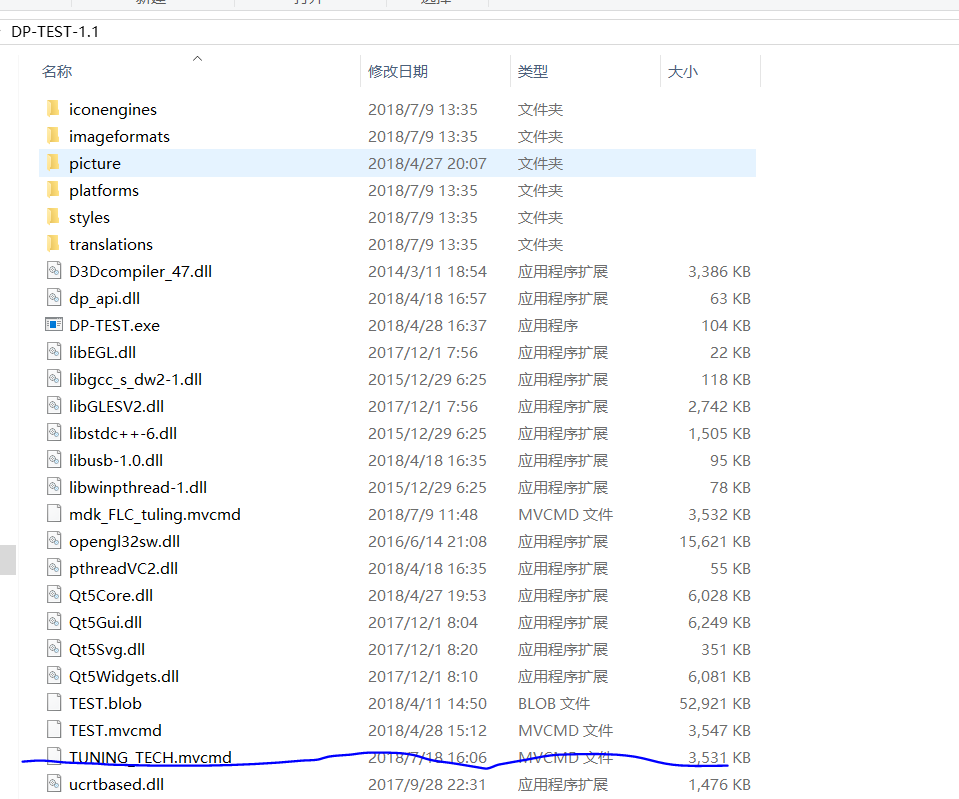 DP-TEST-1.1
名称 修改日期 类型 大小
iconengines 2018/7/9 13:35 文件夹
imageformats 2018/7/9 13:35 文件夹
picture 2018/4/27 20:07 文件夹
platforms 2018/7/9 13:35 文件夹
styles 2018/7/9 13:35 文件夹
translations 2018/7/9 13:35 文件夹
D3Dcompiler_47.dll 2014/3/11 18:54 应用程序扩展 3,386 KB
dp_api.dll 2018/4/18 16:57 应用程序扩展 63 KB
DP-TEST.exe 2018/4/28 16:37 应用程序 104 KB
libEGL.dll 2017/12/1 7:56 应用程序扩展 22 KB
libgcc_s_dw2-1.dll 2015/12/29 6:25 应用程序扩展 118 KB
libGLESV2.dll 2017/12/1 7:56 应用程序扩展 2,742 KB
libstdc++-6.dll 2015/12/29 6:25 应用程序扩展 1,505 KB
libusb-1.0.dll 2018/4/18 16:35 应用程序扩展 95 KB
libwinpthread-1.dll 2015/12/29 6:25 应用程序扩展 78 KB
mdk_FLC_tuling.mvcmd 2018/7/9 11:48 MVCMD 文件 3,532 KB
opengl32sw.dll 2016/6/14 21:08 应用程序扩展 15,621 KB
pthreadVC2.dll 2018/4/18 16:35 应用程序扩展 55 KB
Qt5Core.dll 2018/4/27 19:53 应用程序扩展 6,028 KB
Qt5Gui.dll 2017/12/1 8:04 应用程序扩展 6,249 KB
Qt5Svg.dll 2017/12/1 8:20 应用程序扩展 351 KB
Qt5Widgets.dll 2017/12/1 8:10 应用程序扩展 6,081 KB
TEST.blob 2018/4/11 14:50 BLOB 文件 52,921 KB
TEST.mvcmd 2018/4/28 15:12 MVCMD 文件 3,547 KB
TUNING_TECH.mvcmd 2018/7/18 16:06 MVCMD 文件 3,531 KB
ucrtbased.dll 2017/9/28 22:31 应用程序扩展 1,476 KB